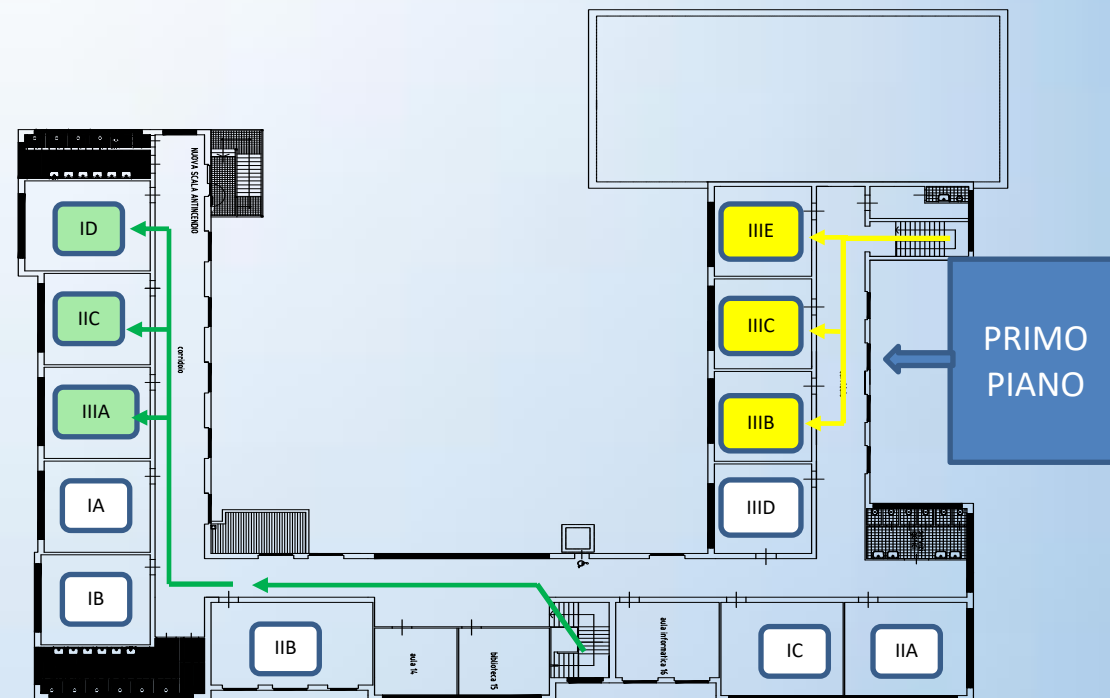 NUOVA SCALA ANTINCENDIO
ID
IIIE
IIC
IIIC
corridoio
PRIMO
PIANO
IIIA
IIIB
IA
IIID
IB
IIB
aula 14
biblioteca 15
aula informatica 16
IC
IIA